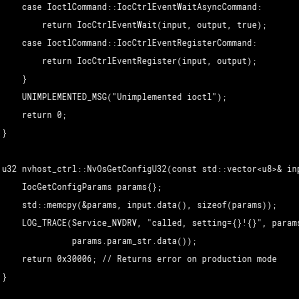 case IoctlCommand::IocCtrlEventWaitAsyncCommand:
return IocCtrlEventWait(input, output, true);
case IoctlCommand::IocCtrlEventRegisterCommand:
return IocCtrlEventRegister(input, output);
}
UNIMPLEMENTED_MSG("Unimplemented ioctl");
return 0;
}
u32 nvhost_ctrl::NvOsGetConfigU32(const std::vector<u8>& inp
IocGetConfigParams params{};
std::memcpy(&params, input.data(), sizeof(params));
LOG_TRACE(Service_NVDRV, "called, setting={}!{}", params
params.param_str.data());
return 0x30006; // Returns error on production mode
}